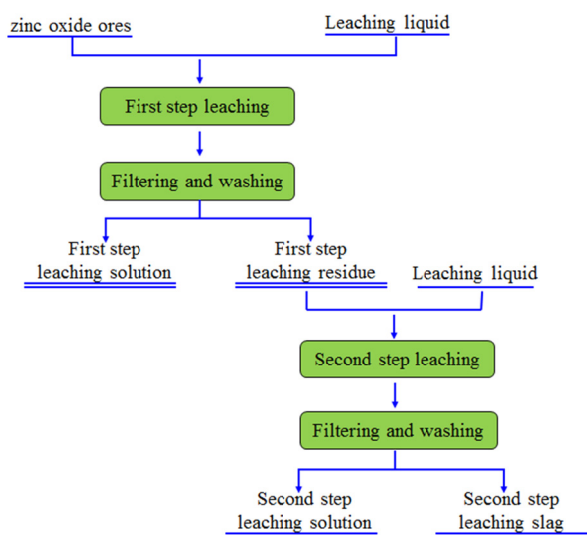 zinc oxide ores
Leaching liquid
First step leaching
Filtering and washing
First step
leaching solution
First step
leaching residue
Leaching liquid
Second step leaching
Filtering and washing
Second step
leaching solution
Second step
leaching slag